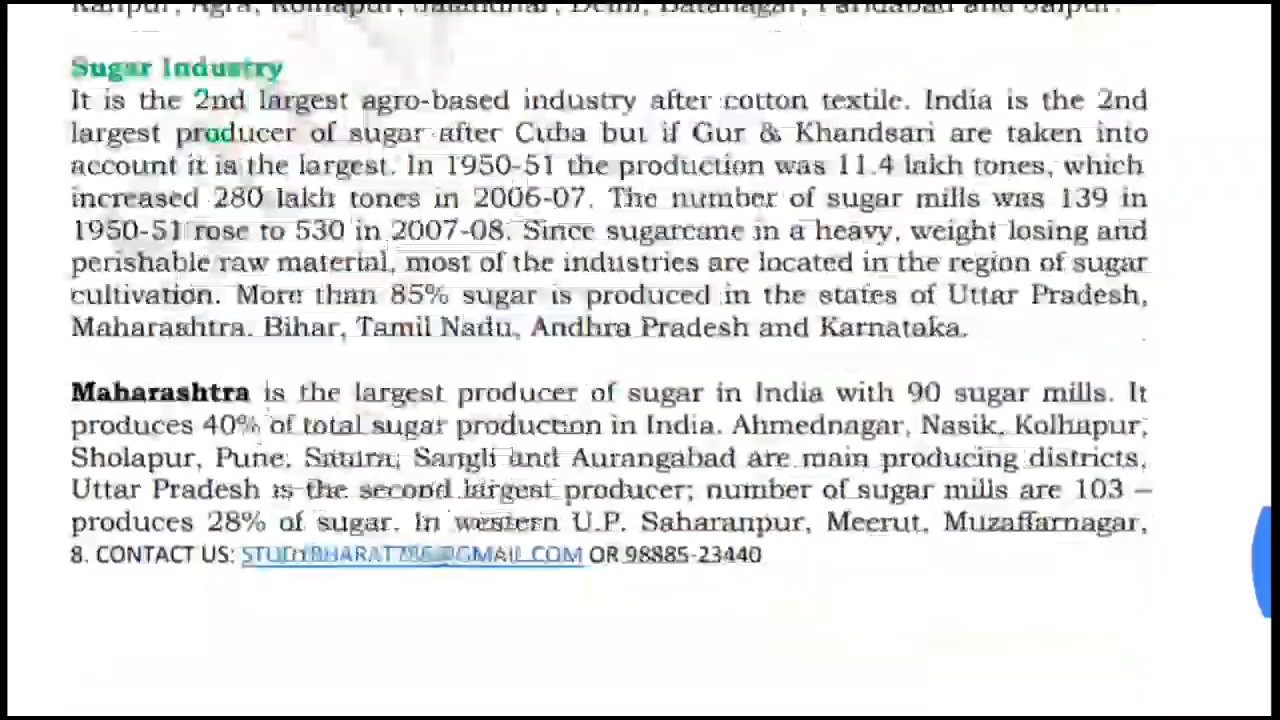 Kanpur, Agra, Kolhapur, Jalandhar, Delhi, Batanagar, Faridabad and Jaipur.
Sugar Industry
It is the 2nd largest agro-based industry after cotton textile. India is the 2nd
largest producer of sugar after Cuba but if Gur & Khandsari are taken into
account it is the largest. In 1950-51 the production was 11.4 lakh tones, which
increased 280 lakh tones in 2006-07. The number of sugar mills was 139 in
1950-51 rose to 530 in 2007-08. Since sugarcane in a heavy, weight losing and
perishable raw material, most of the industries are located in the region of sugar
cultivation. More than 85% sugar is produced in the states of Uttar Pradesh,
Maharashtra. Bihar, Tamil Nadu, Andhra Pradesh and Karnataka.
Maharashtra is the largest producer of sugar in India with 90 sugar mills. It
produces 40% of total sugar production in India. Ahmednagar, Nasik, Kolhapur,
Sholapur, Pune, Satara, Sangli and Aurangabad are main producing districts,
Uttar Pradesh is the second largest producer; number of sugar mills are 103 –
produces 28% of sugar. In western U.P. Saharanpur, Meerut, Muzaffarnagar,
8. CONTACT US: OR 98885-23440